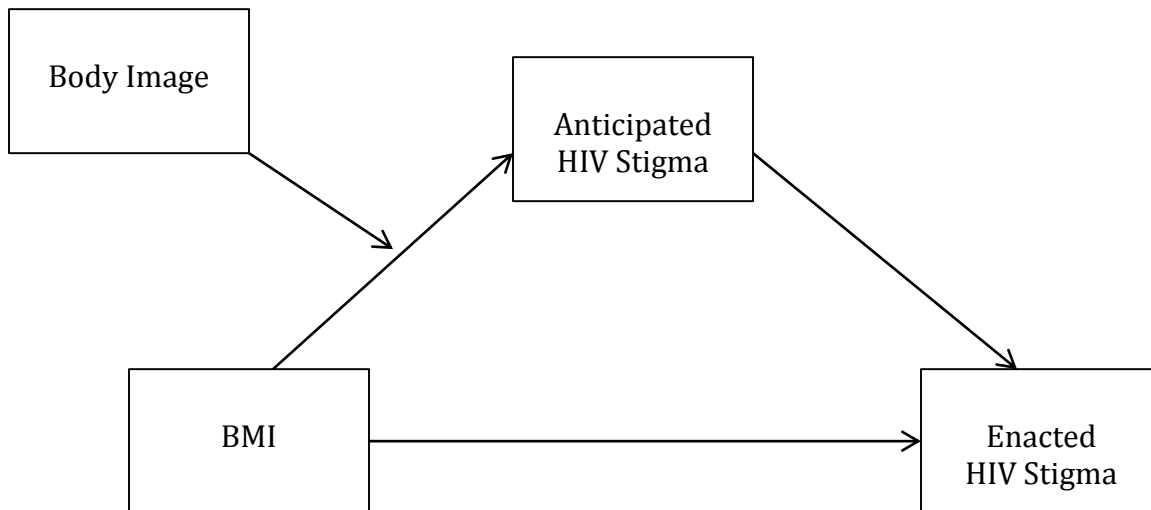 Body Image
Anticipated
HIV Stigma
BMI
Enacted
HIV Stigma